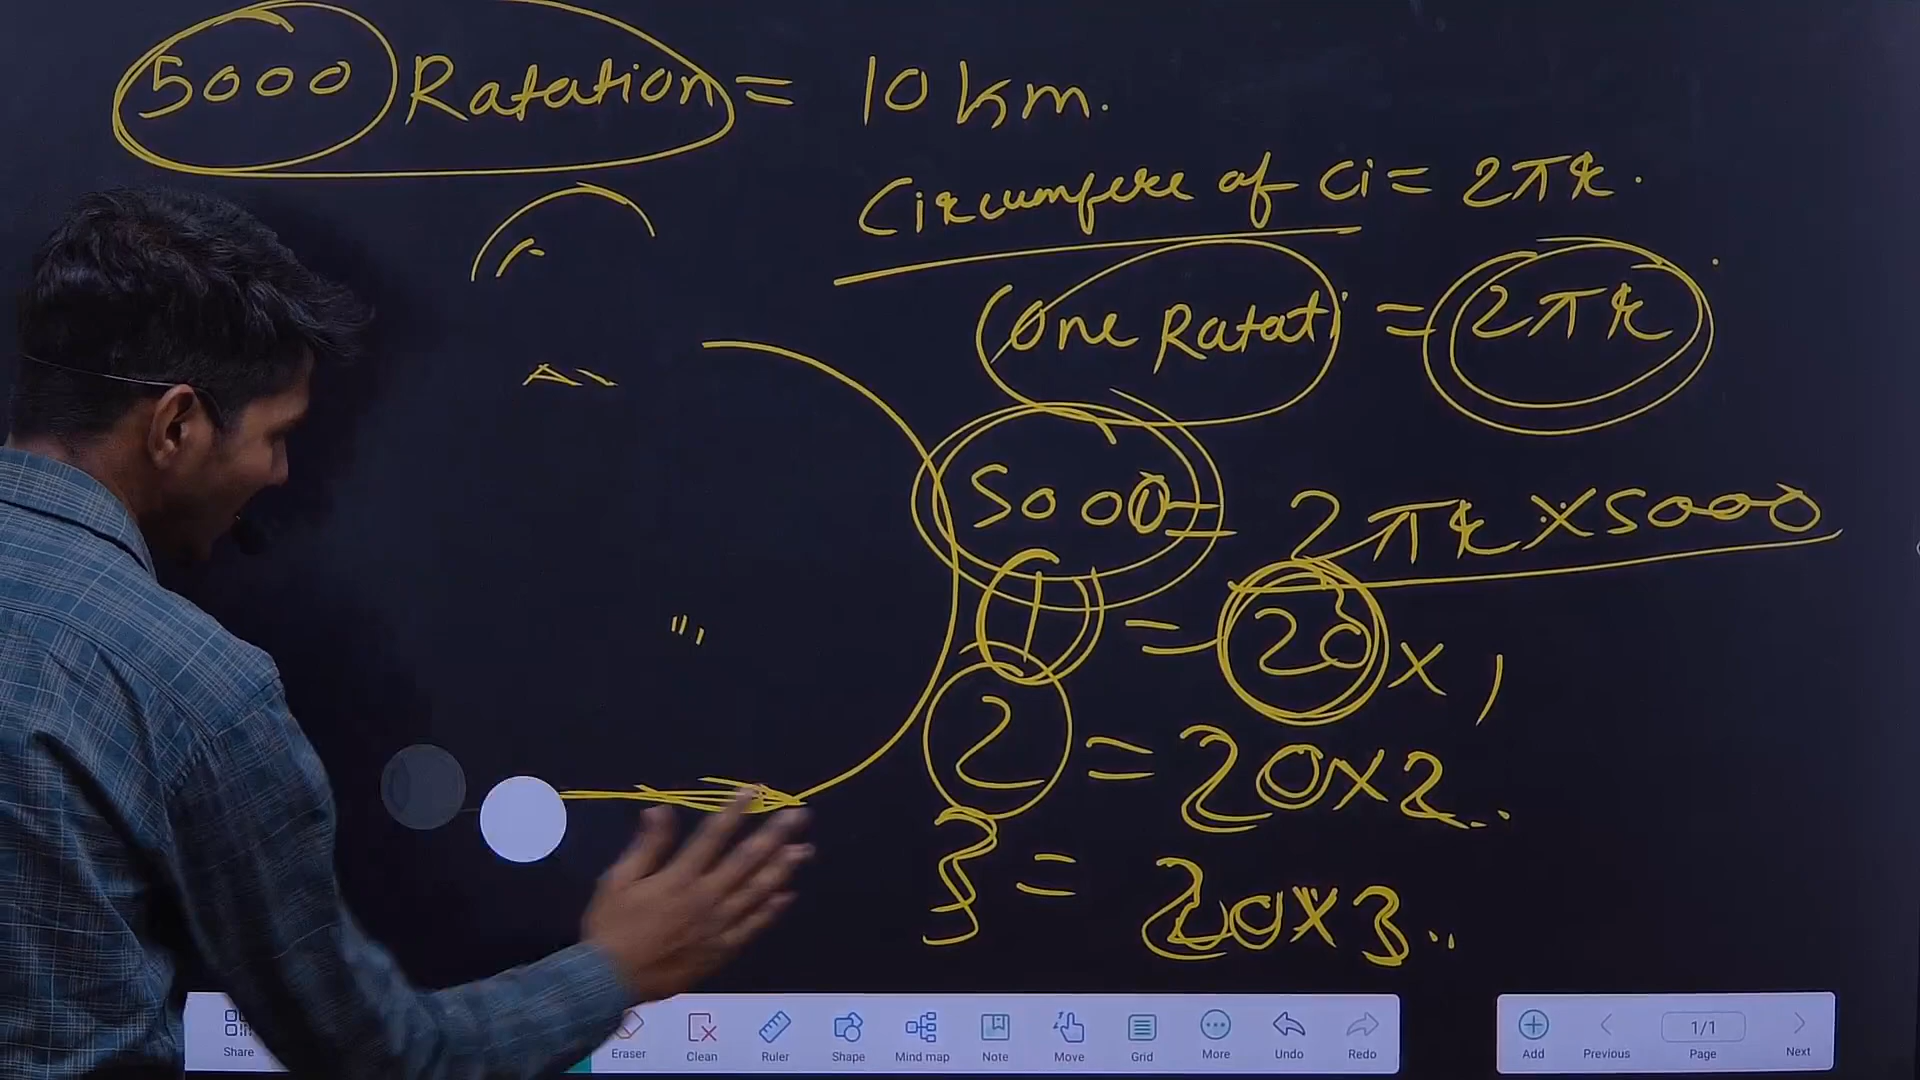 5000 Ratation = 10 km.
Circumfere of Ci = 2πr.
One Ratati = 2πr
5000 = 2πr × 5000
1 = 20 × 1
2 = 20 × 2
3 = 20 × 3
Share
Eraser
Clean
Ruler
Shape
Mind map
Note
Move
Grid
More
Undo
Redo
Add
Previous
1/1
Page
Next